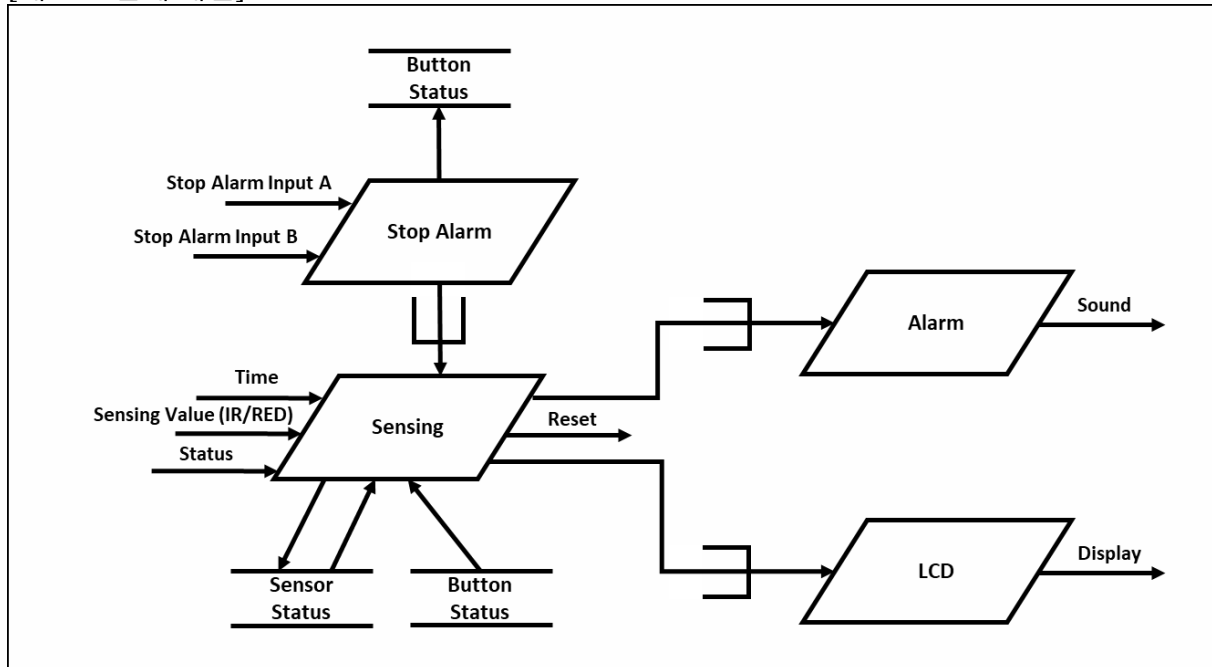 Button
Status
Stop Alarm Input A
Stop Alarm Input B
Stop Alarm
Alarm
Sound
Time
Sensing Value (IR/RED)
Status
Sensing
Reset
LCD
Display
Sensor
Status
Button
Status